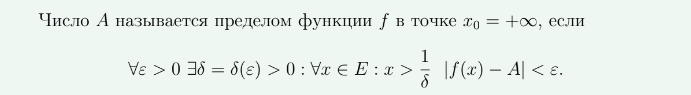 Число A называется пределом функции f в точке x₀ = +∞, если
∀ε > 0 ∃δ = δ(ε) > 0 : ∀x ∈ E : x > 1/δ |f(x) − A| < ε.